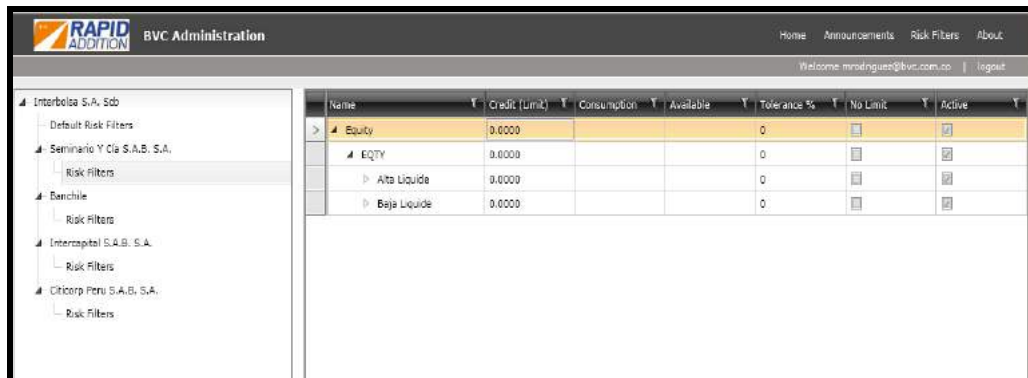 RAPID
ADDITION
BVC Administration
Home Announcements Risk Filters About
Welcome mrodriguez@bvc.com.co | logout
Interbolsa S.A. Scb
Default Risk Filters
Seminario Y Cía S.A.B. S.A.
Risk Filters
Banchile
Risk Filters
Intercapital S.A.B. S.A.
Risk Filters
Citicorp Peru S.A.B. S.A.
Risk Filters
Name Credit (Limit) Consumption Available Tolerance % No Limit Active
Equity 0.0000 0
EQTY 0.0000 0
Alta Liquide 0.0000 0
Baja Liquide 0.0000 0